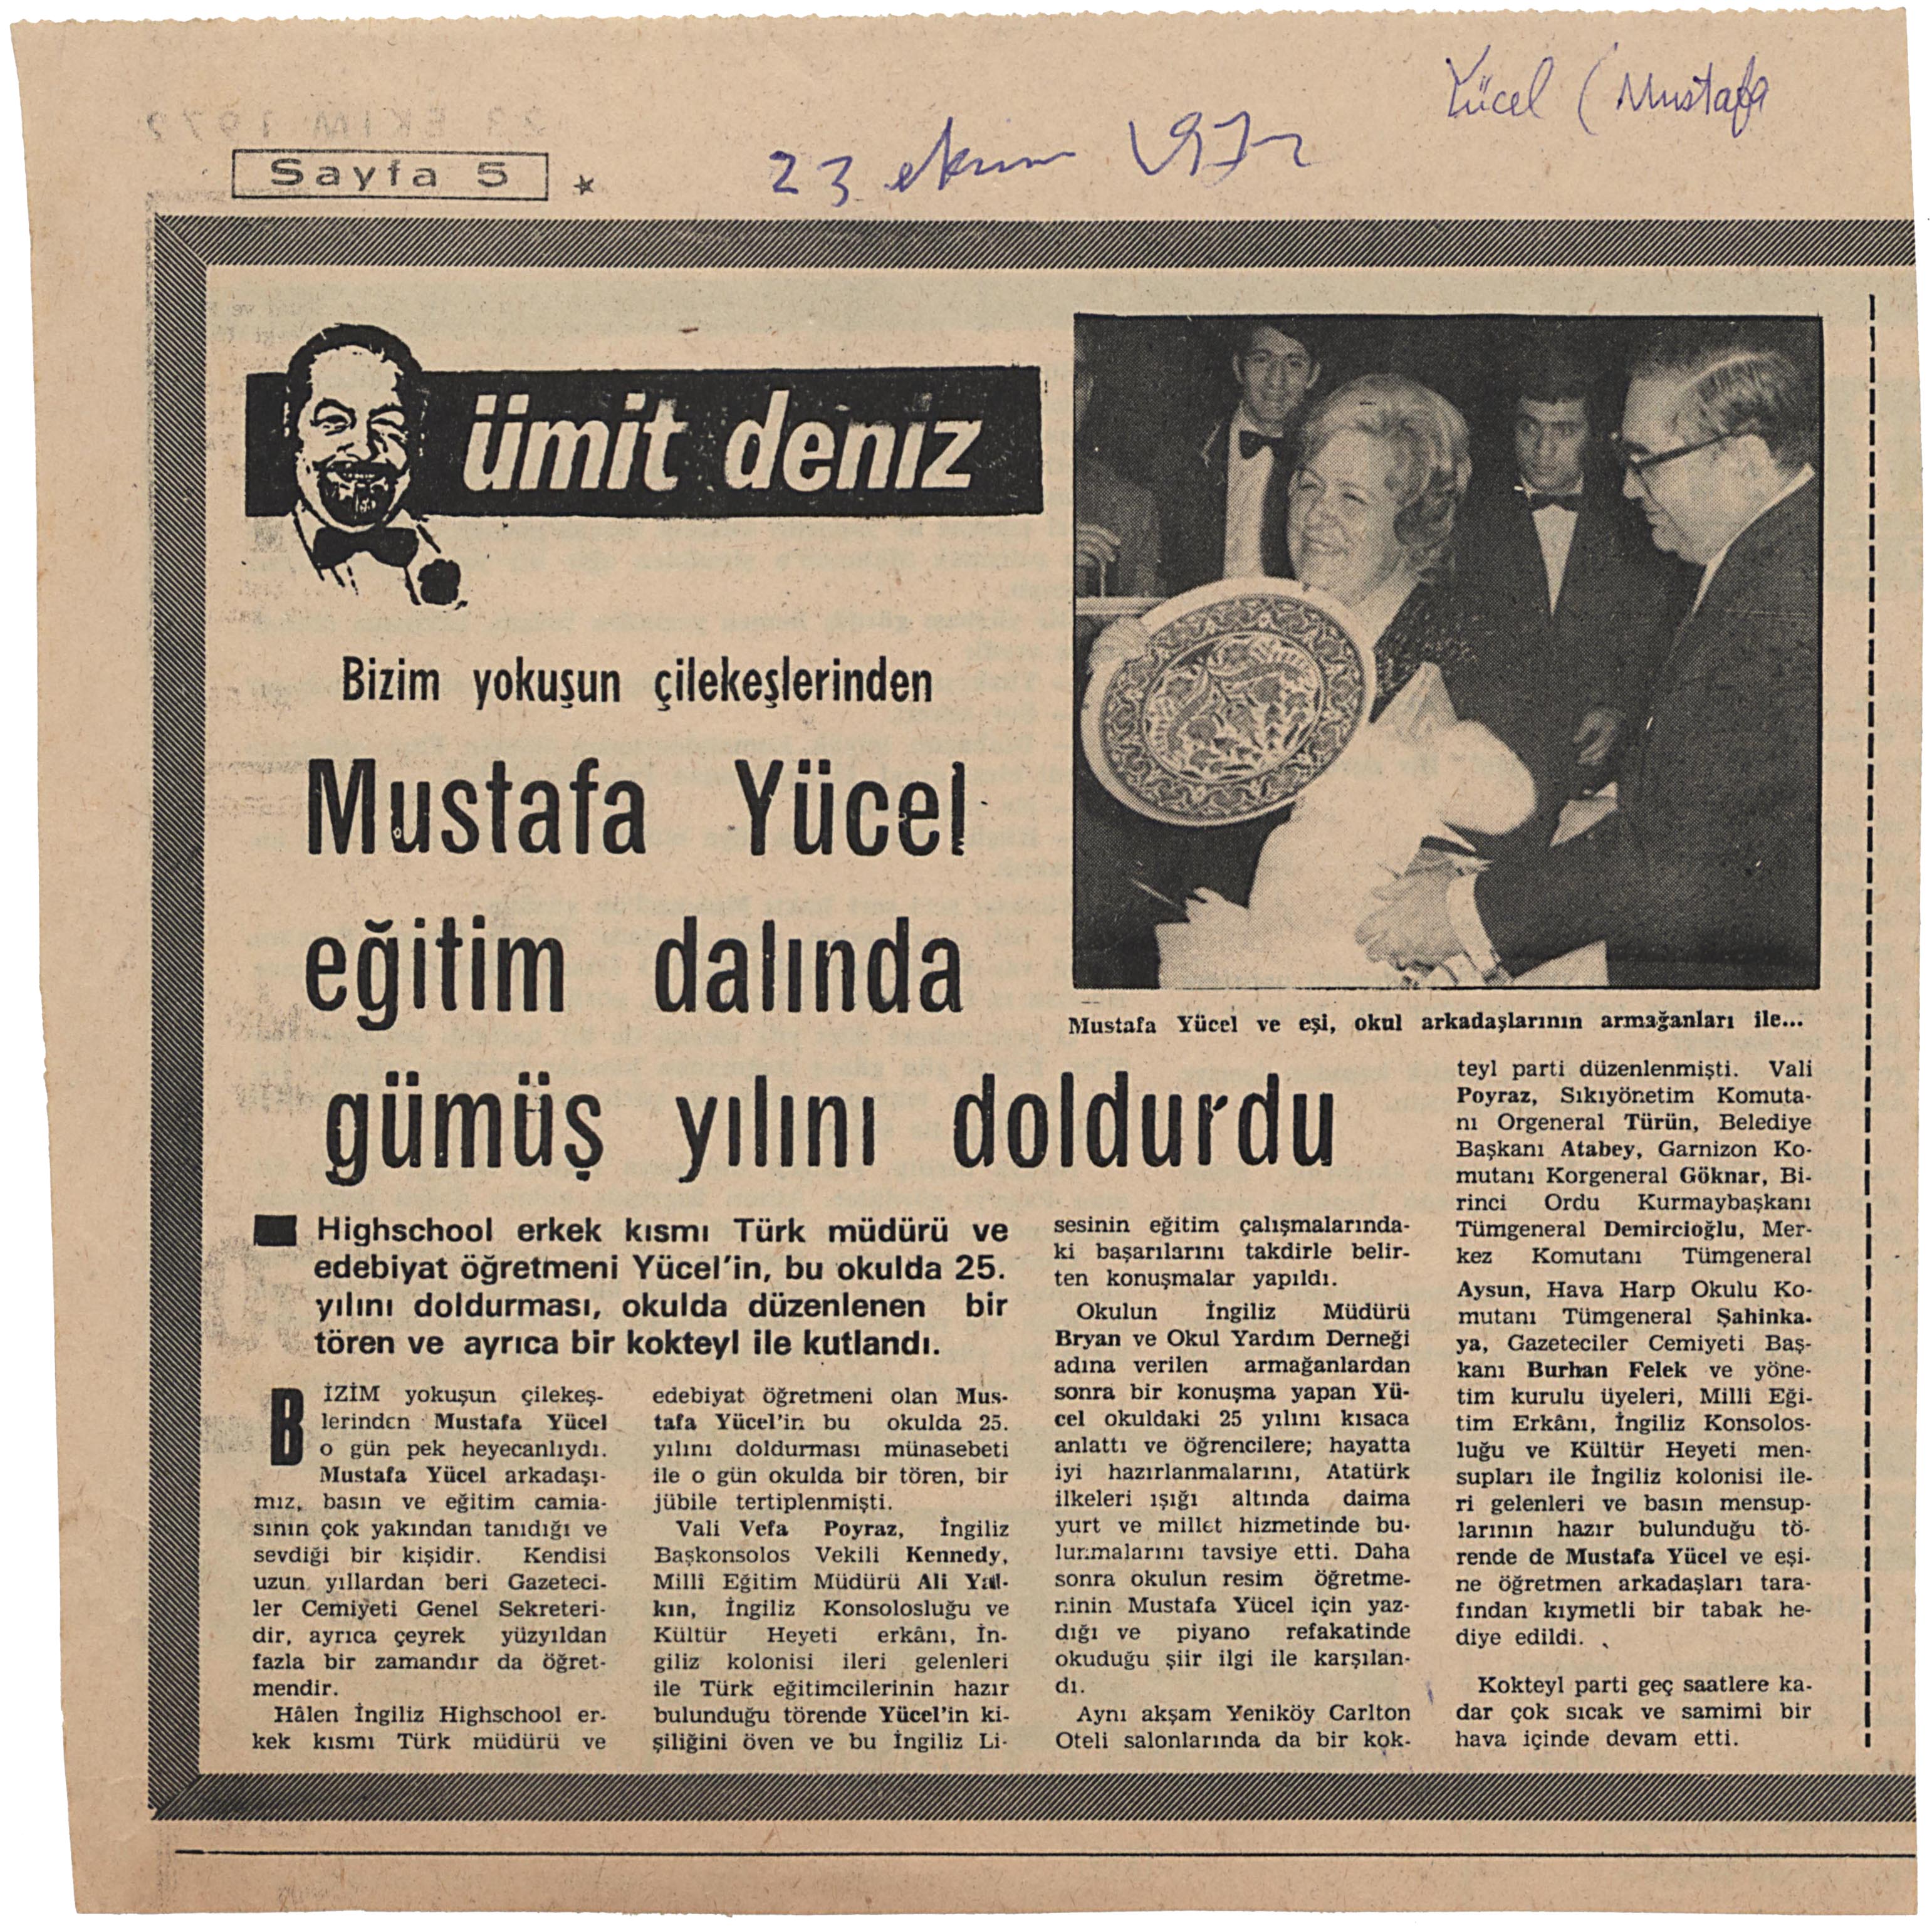 Yücel (Mustafa
23 ekim 1972
23 EKİM 1972
Sayfa 5 *
ümit deniz
Bizim yokuşun çilekeşlerinden
Mustafa Yücel
eğitim dalında
gümüş yılını doldurdu
Mustafa Yücel ve eşi, okul arkadaşlarının armağanları ile...
Highschool erkek kısmı Türk müdürü ve
edebiyat öğretmeni Yücel'in, bu okulda 25.
yılını doldurması, okulda düzenlenen bir
tören ve ayrıca bir kokteyl ile kutlandı.
BİZİM yokuşun çilekeş-
lerinden Mustafa Yücel
o gün pek heyecanlıydı.
Mustafa Yücel arkadaşı-
mız, basın ve eğitim camia-
sının çok yakından tanıdığı ve
sevdiği bir kişidir. Kendisi
uzun yıllardan beri Gazeteci-
ler Cemiyeti Genel Sekreteri-
dir, ayrıca çeyrek yüzyıldan
fazla bir zamandır da öğret-
mendir.
Hâlen İngiliz Highschool er-
kek kısmı Türk müdürü ve
edebiyat öğretmeni olan Mus-
tafa Yücel'in bu okulda 25.
yılını doldurması münasebeti
ile o gün okulda bir tören, bir
jübile tertiplenmişti.
Vali Vefa Poyraz, İngiliz
Başkonsolos Vekili Kennedy,
Millî Eğitim Müdürü Ali Yal-
kın, İngiliz Konsolosluğu ve
Kültür Heyeti erkânı, İn-
giliz kolonisi ileri gelenleri
ile Türk eğitimcilerinin hazır
bulunduğu törende Yücel'in ki-
şiliğini öven ve bu İngiliz Li-
sesinin eğitim çalışmalarında-
ki başarılarını takdirle belir-
ten konuşmalar yapıldı.
Okulun İngiliz Müdürü
Bryan ve Okul Yardım Derneği
adına verilen armağanlardan
sonra bir konuşma yapan Yü-
cel okuldaki 25 yılını kısaca
anlattı ve öğrencilere; hayatta
iyi hazırlanmalarını, Atatürk
ilkeleri ışığı altında daima
yurt ve millet hizmetinde bu-
lunmalarını tavsiye etti. Daha
sonra okulun resim öğretme-
ninin Mustafa Yücel için yaz-
dığı ve piyano refakatinde
okuduğu şiir ilgi ile karşılan-
dı.
Aynı akşam Yeniköy Carlton
Oteli salonlarında da bir kok-
teyl parti düzenlenmişti. Vali
Poyraz, Sıkıyönetim Komuta-
nı Orgeneral Türün, Belediye
Başkanı Atabey, Garnizon Ko-
mutanı Korgeneral Göknar, Bi-
rinci Ordu Kurmaybaşkanı
Tümgeneral Demircioğlu, Mer-
kez Komutanı Tümgeneral
Aysun, Hava Harp Okulu Ko-
mutanı Tümgeneral Şahinka-
ya, Gazeteciler Cemiyeti Baş-
kanı Burhan Felek ve yöne-
tim kurulu üyeleri, Millî Eği-
tim Erkânı, İngiliz Konsolos-
luğu ve Kültür Heyeti men-
supları ile İngiliz kolonisi ile-
ri gelenleri ve basın mensup-
larının hazır bulunduğu tö-
rende de Mustafa Yücel ve eşi-
ne öğretmen arkadaşları tara-
fından kıymetli bir tabak he-
diye edildi.
Kokteyl parti geç saatlere ka-
dar çok sıcak ve samimi bir
hava içinde devam etti.